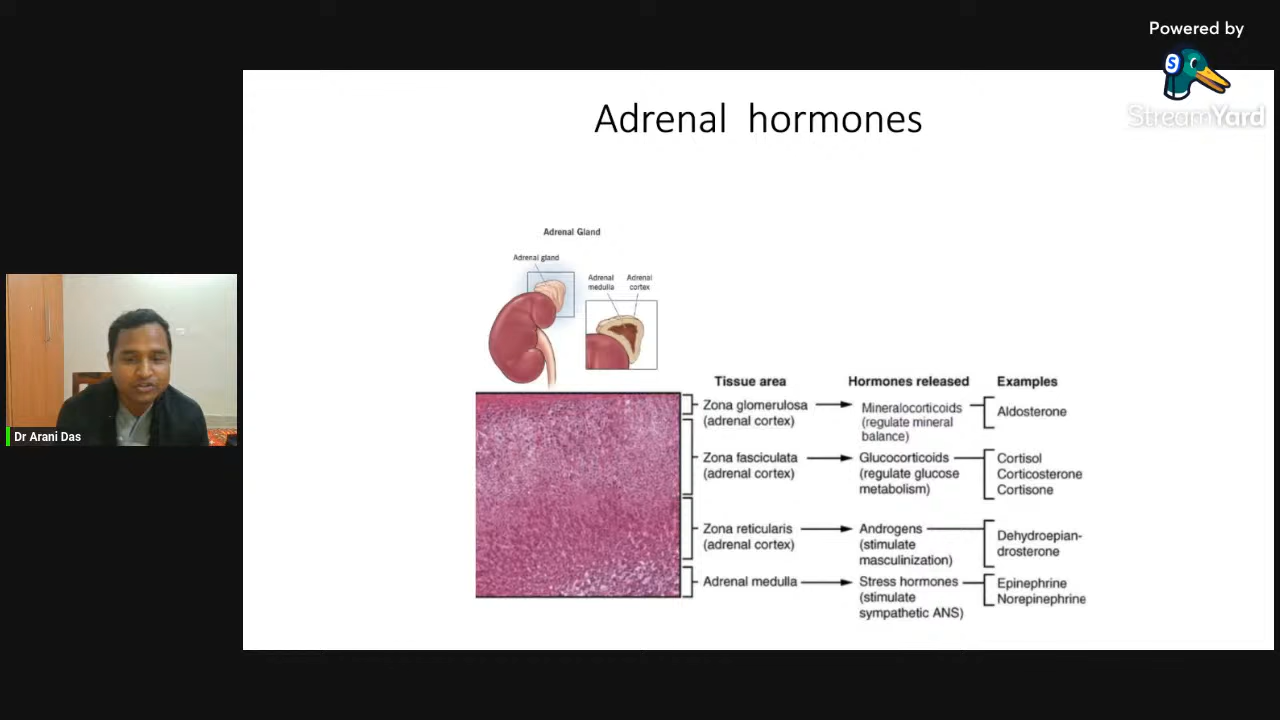 Powered by
S
StreamYard
Adrenal hormones
Adrenal Gland
Adrenal gland
Adrenal
medulla
Adrenal
cortex
Tissue area
Hormones released
Examples
Zona glomerulosa
(adrenal cortex)
Mineralocorticoids
(regulate mineral
balance)
Aldosterone
Zona fasciculata
(adrenal cortex)
Glucocorticoids
(regulate glucose
metabolism)
Cortisol
Corticosterone
Cortisone
Zona reticularis
(adrenal cortex)
Androgens
(stimulate
masculinization)
Dehydroepian-
drosterone
Adrenal medulla
Stress hormones
(stimulate
sympathetic ANS)
Epinephrine
Norepinephrine
Dr Arani Das